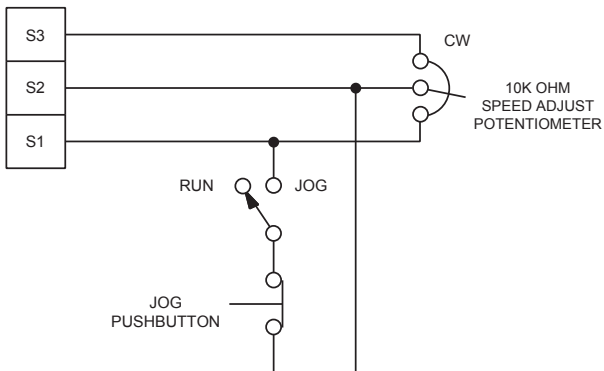 S3
CW
S2
10K OHM
SPEED ADJUST
POTENTIOMETER
S1
RUN
JOG
JOG
PUSHBUTTON